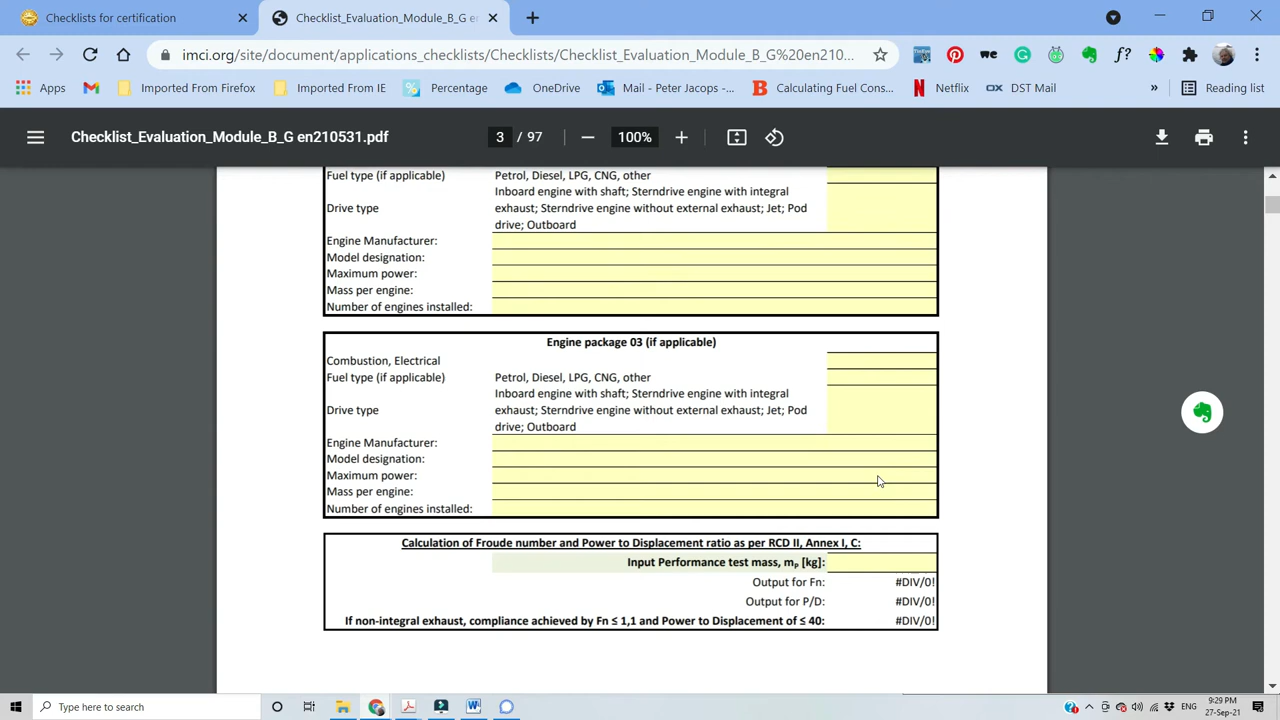 Checklists for certification
Checklist_Evaluation_Module_B_G en
imci.org/site/document/applications_checklists/Checklists/Checklist_Evaluation_Module_B_G%20en210...
Apps
Imported From Firefox
Imported From IE
Percentage
OneDrive
Mail - Peter Jacops -...
Calculating Fuel Cons...
Netflix
DST Mail
»
Reading list
Checklist_Evaluation_Module_B_G en210531.pdf
3 / 97
100%
Fuel type (if applicable) Petrol, Diesel, LPG, CNG, other
Inboard engine with shaft; Sterndrive engine with integral
Drive type exhaust; Sterndrive engine without external exhaust; Jet; Pod
drive; Outboard
Engine Manufacturer:
Model designation:
Maximum power:
Mass per engine:
Number of engines installed:
Engine package 03 (if applicable)
Combustion, Electrical
Fuel type (if applicable) Petrol, Diesel, LPG, CNG, other
Inboard engine with shaft; Sterndrive engine with integral
Drive type exhaust; Sterndrive engine without external exhaust; Jet; Pod
drive; Outboard
Engine Manufacturer:
Model designation:
Maximum power:
Mass per engine:
Number of engines installed:
Calculation of Froude number and Power to Displacement ratio as per RCD II, Annex I, C:
Input Performance test mass, mₚ [kg]:
Output for Fn: #DIV/0!
Output for P/D: #DIV/0!
If non-integral exhaust, compliance achieved by Fn ≤ 1,1 and Power to Displacement of ≤ 40: #DIV/0!
Type here to search
ENG
9:29 PM
27-Sep-21